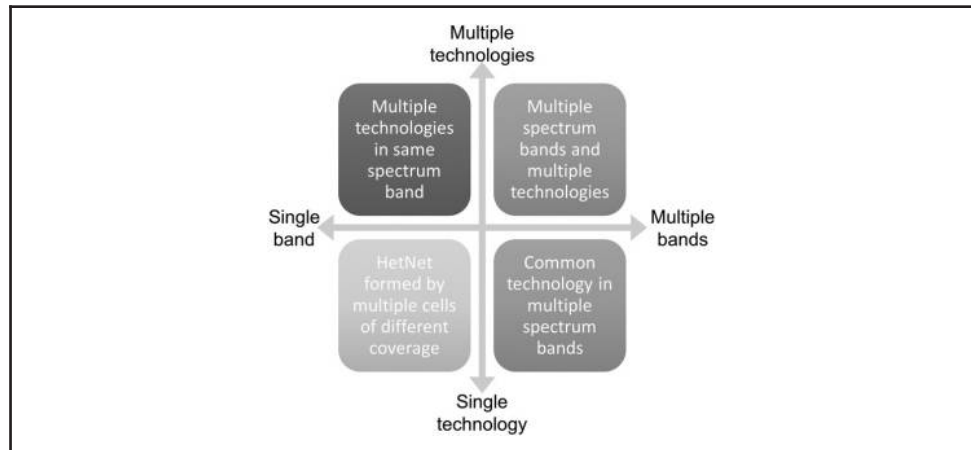 Multiple
technologies
Multiple
technologies
in same
spectrum
band
Multiple
spectrum
bands and
multiple
technologies
Single
band
Multiple
bands
HetNet
formed by
multiple cells
of different
coverage
Common
technology in
multiple
spectrum
bands
Single
technology